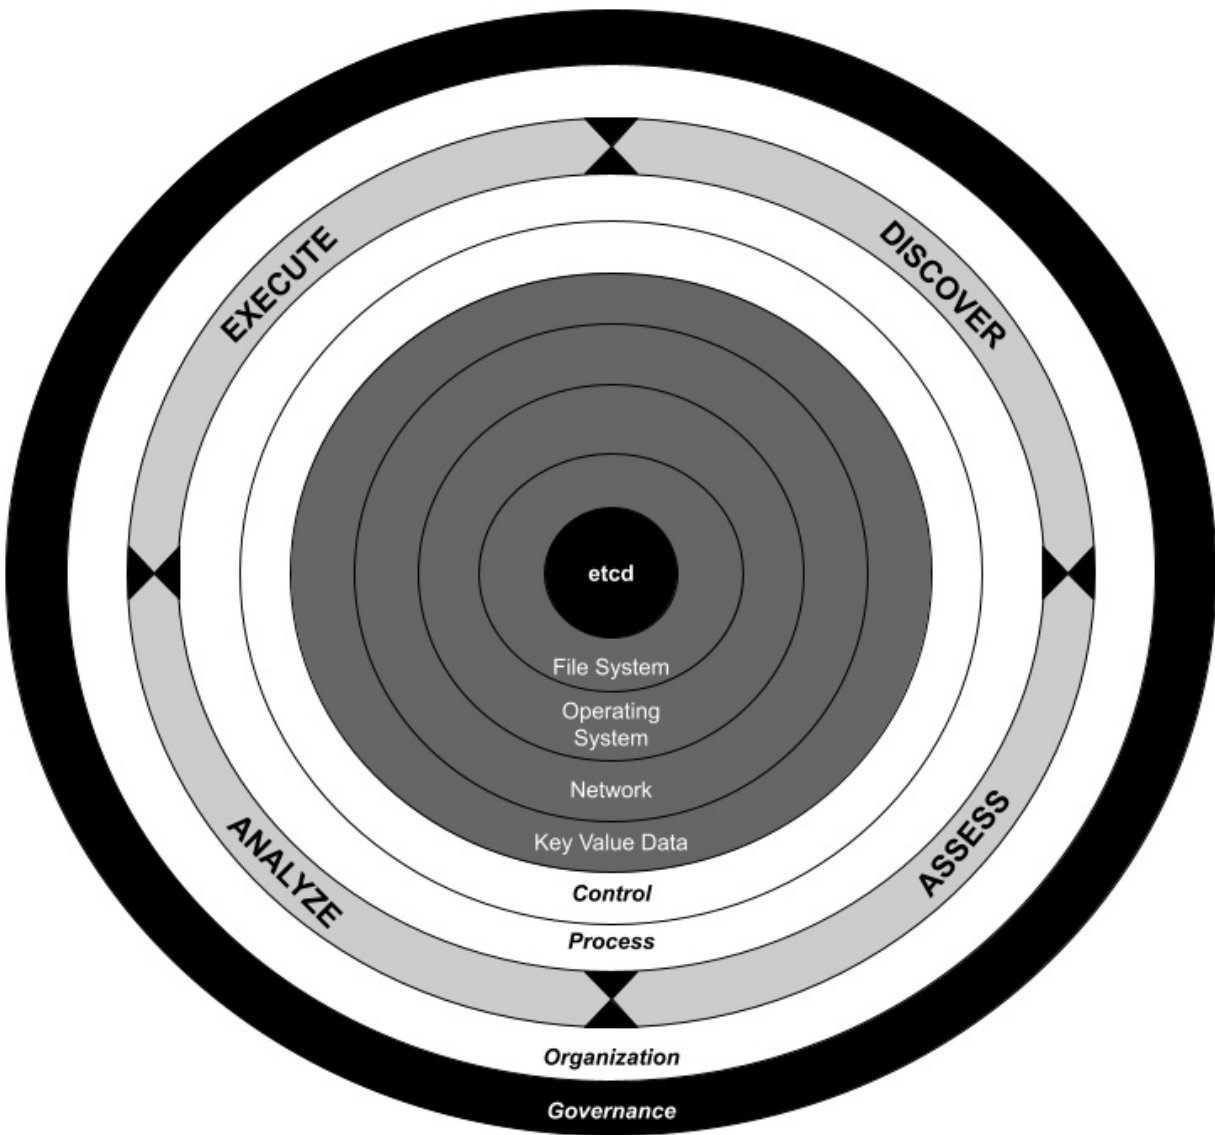 EXECUTE
DISCOVER
etcd
File System
Operating
System
Network
Key Value Data
ANALYZE
ASSESS
Control
Process
Organization
Governance